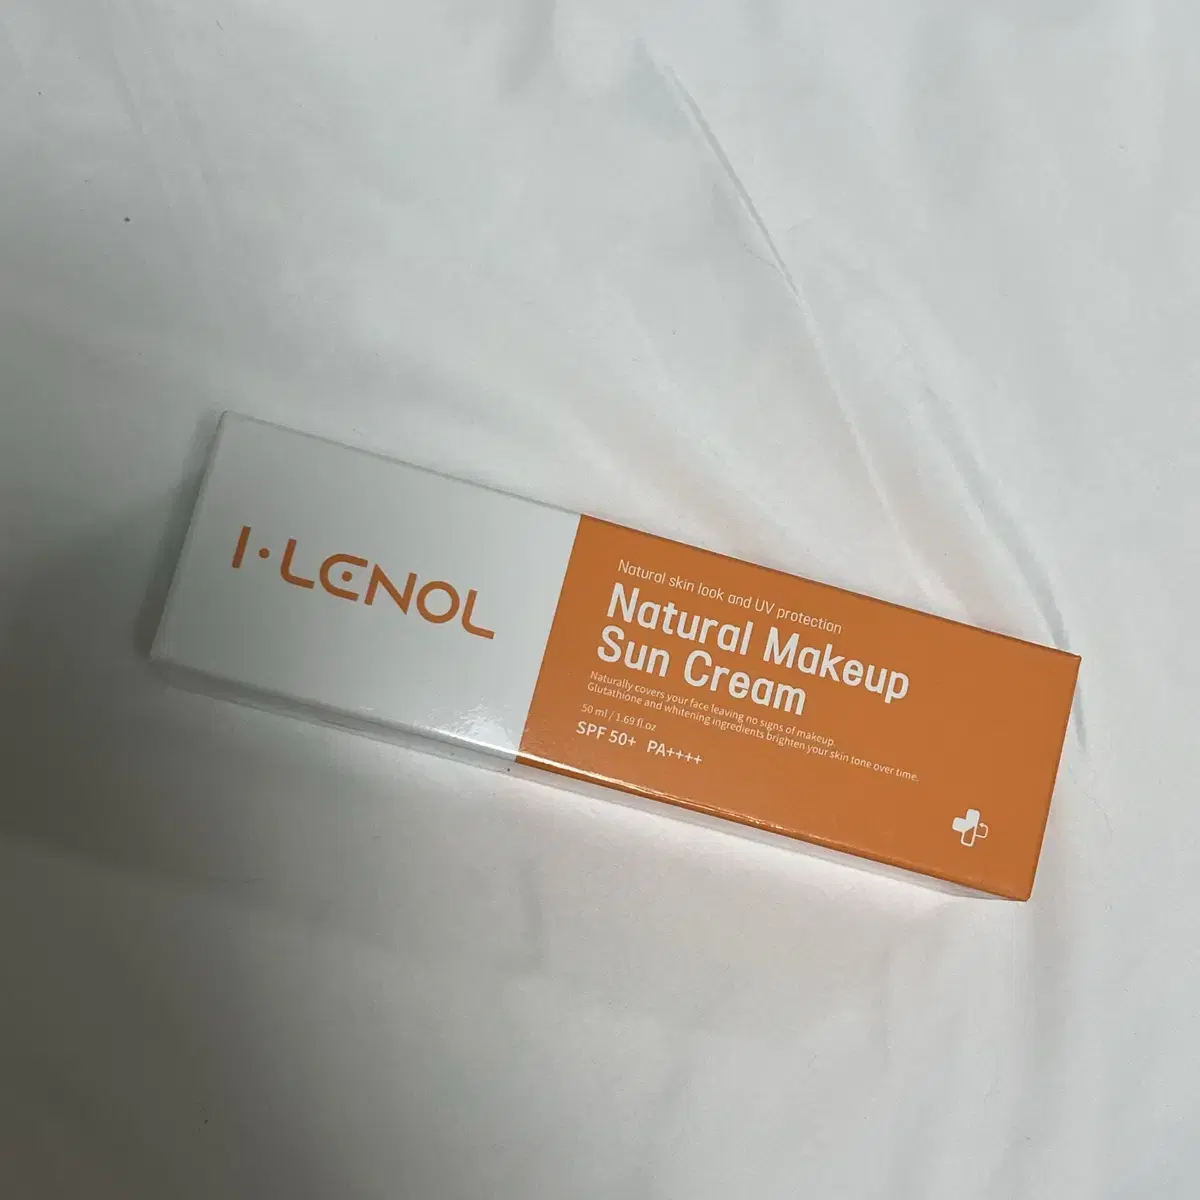 I·LENOL
Natural skin look and UV protection
Natural Makeup
Sun Cream
Naturally covers your face leaving no signs of makeup.
Glutathione and whitening ingredients brighten your skin tone over time.
50 ml / 1.69 fl.oz
SPF 50+ PA++++